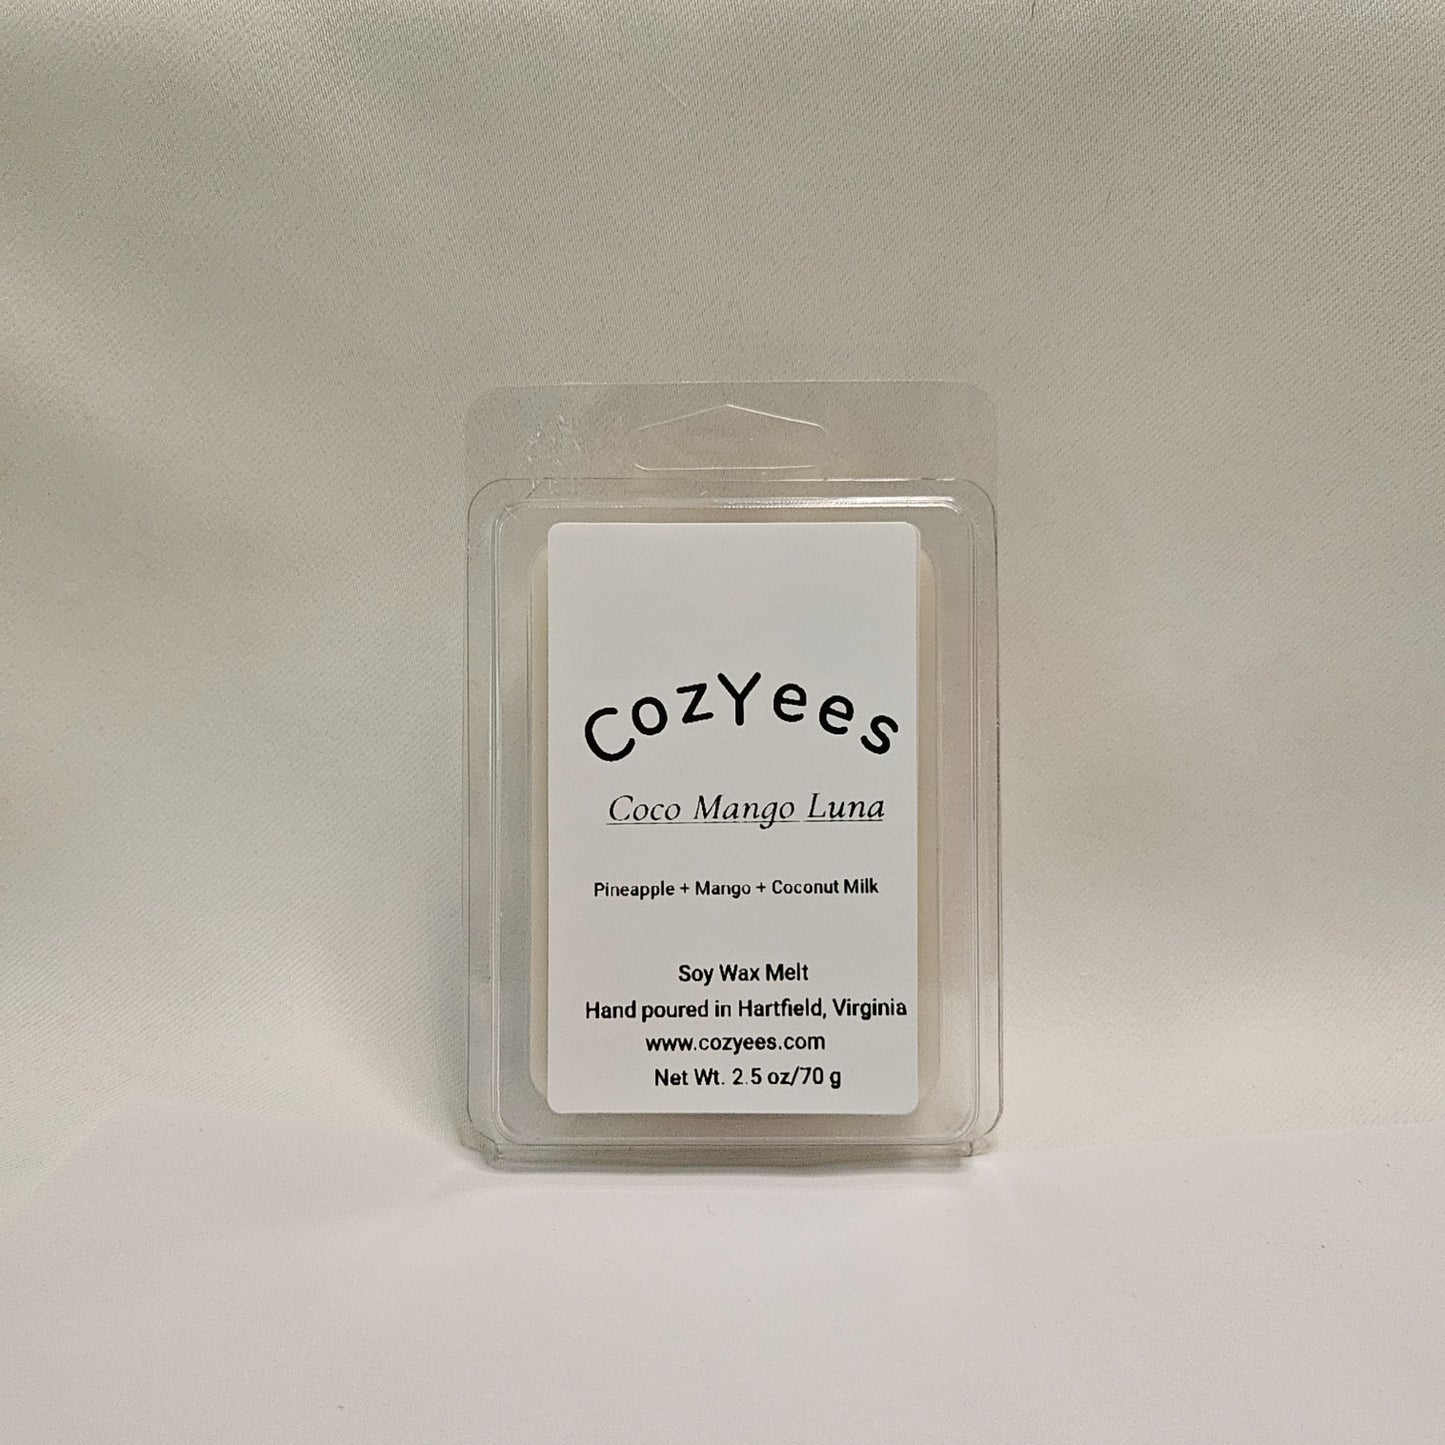 CozYees
Coco Mango Luna
Pineapple + Mango + Coconut Milk
Soy Wax Melt
Hand poured in Hartfield, Virginia
www.cozyees.com
Net Wt. 2.5 oz/70 g